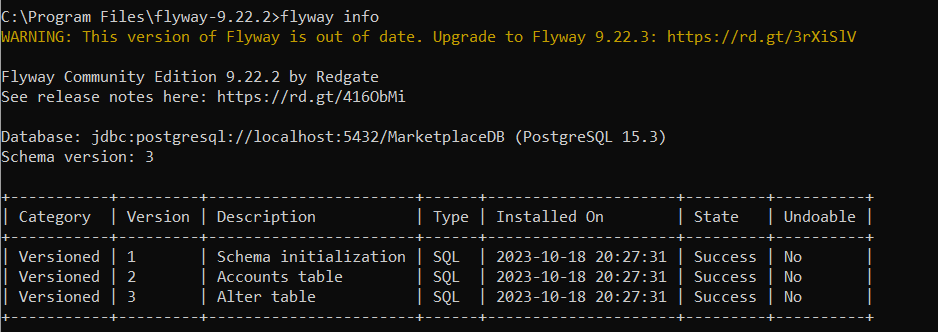 C:\Program Files\flyway-9.22.2>flyway info
WARNING: This version of Flyway is out of date. Upgrade to Flyway 9.22.3: https://rd.gt/3rXiSlV
Flyway Community Edition 9.22.2 by Redgate
See release notes here: https://rd.gt/416ObMi
Database: jdbc:postgresql://localhost:5432/MarketplaceDB (PostgreSQL 15.3)
Schema version: 3
+-----------+---------+-----------------------+------+---------------------+---------+----------+
| Category  | Version | Description           | Type | Installed On        | State   | Undoable |
+-----------+---------+-----------------------+------+---------------------+---------+----------+
| Versioned | 1       | Schema initialization | SQL  | 2023-10-18 20:27:31 | Success | No       |
| Versioned | 2       | Accounts table        | SQL  | 2023-10-18 20:27:31 | Success | No       |
| Versioned | 3       | Alter table           | SQL  | 2023-10-18 20:27:31 | Success | No       |
+-----------+---------+-----------------------+------+---------------------+---------+----------+